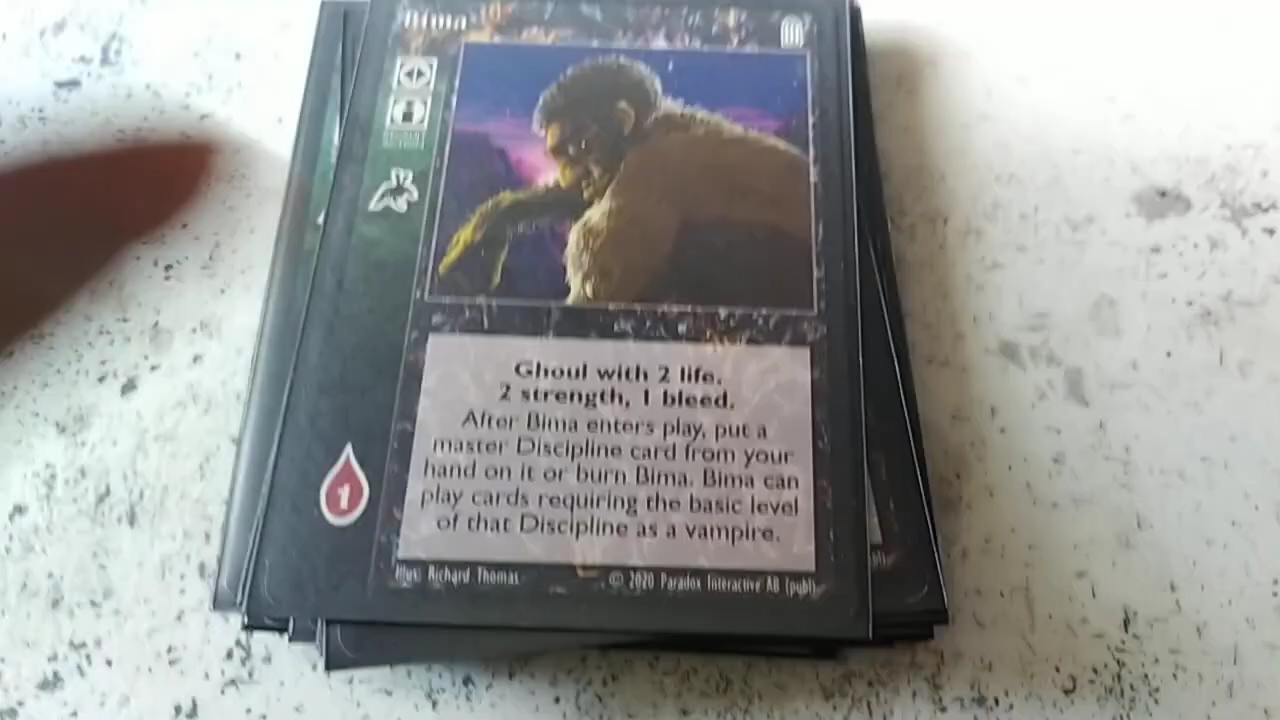 Bima
Ghoul with 2 life.
2 strength, 1 bleed.
After Bima enters play, put a
master Discipline card from your
hand on it or burn Bima. Bima can
play cards requiring the basic level
of that Discipline as a vampire.
1
Illus: Richard Thomas
© 2020 Paradox Interactive AB (publ)